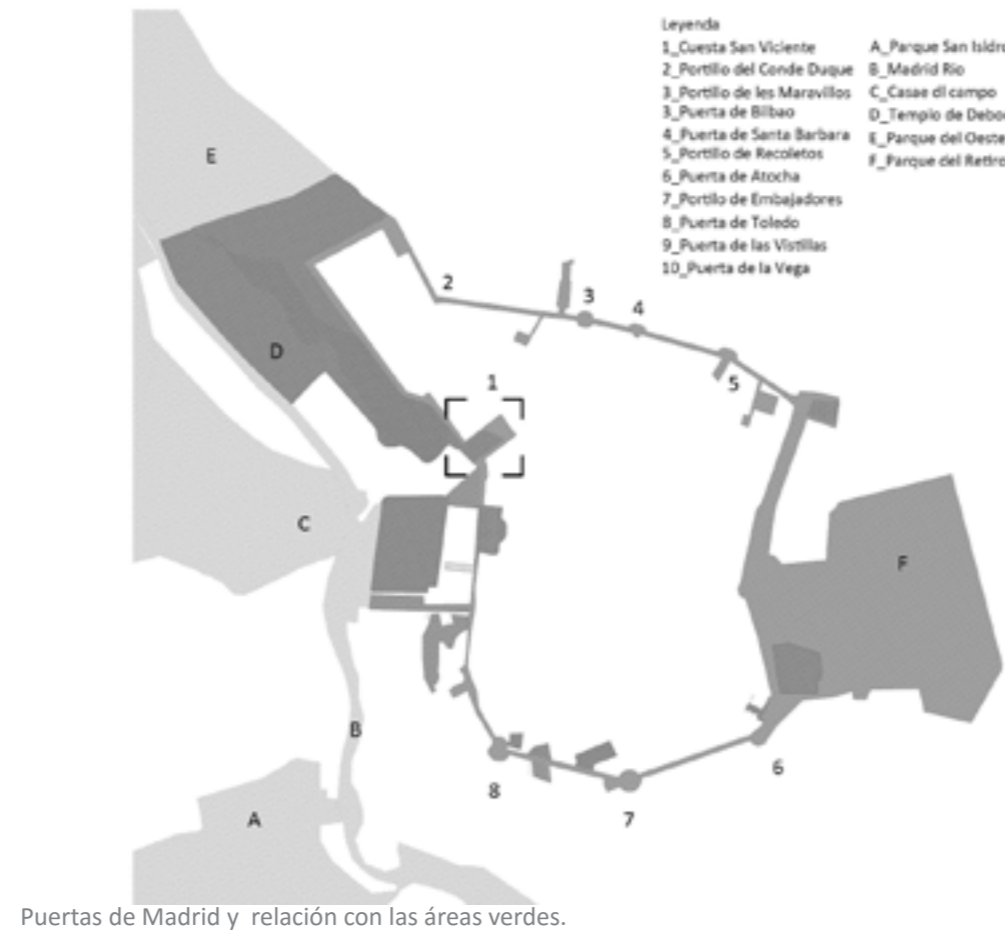 Leyenda
1_Cuesta San Viciente
2_Portillo del Conde Duque
3_Portillo de les Maravillos
3_Puerta de Bilbao
4_Puerta de Santa Barbara
5_Portillo de Recoletos
6_Puerta de Atocha
7_Portilo de Embajadores
8_Puerta de Toledo
9_Puerta de las Vistillas
10_Puerta de la Vega
A_Parque San Isidro
B_Madrid Rio
C_Casae dl campo
D_Templo de Debod
E_Parque del Oeste
F_Parque del Retiro
E
2
3
4
D
1
5
C
F
B
6
8
A
7
Puertas de Madrid y relación con las áreas verdes.